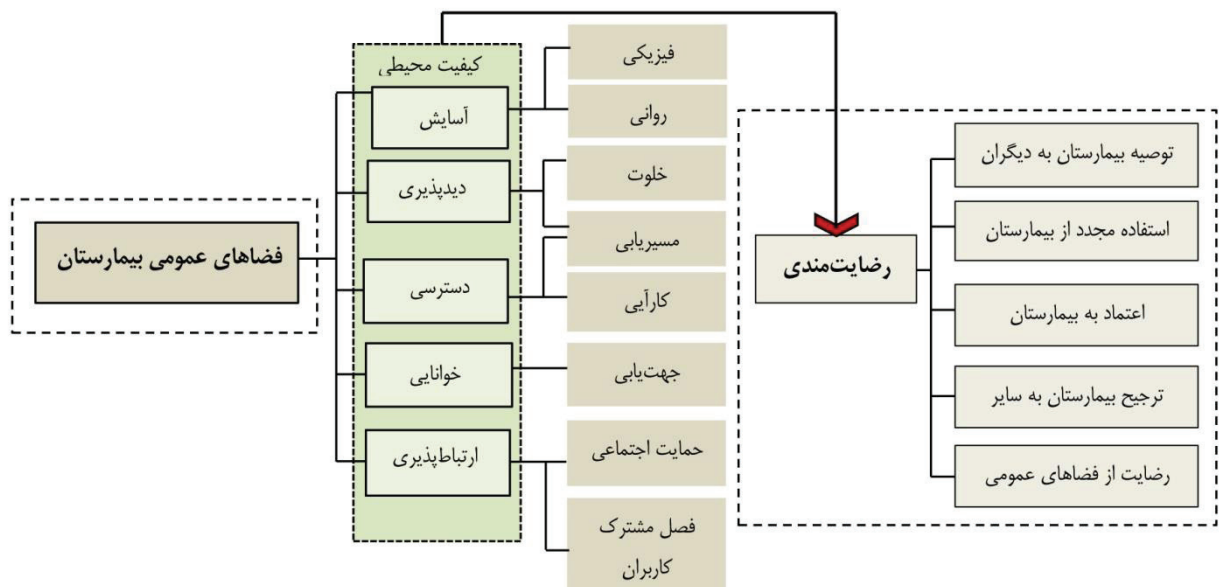 فضاهای عمومی بیمارستان
کیفیت محیطی
آسایش
دیدپذیری
دسترسی
خوانایی
ارتباط‌پذیری
فیزیکی
روانی
خلوت
مسیریابی
کارآیی
جهت‌یابی
حمایت اجتماعی
فصل مشترک
کاربران
رضایت‌مندی
توصیه بیمارستان به دیگران
استفاده مجدد از بیمارستان
اعتماد به بیمارستان
ترجیح بیمارستان به سایر
رضایت از فضاهای عمومی